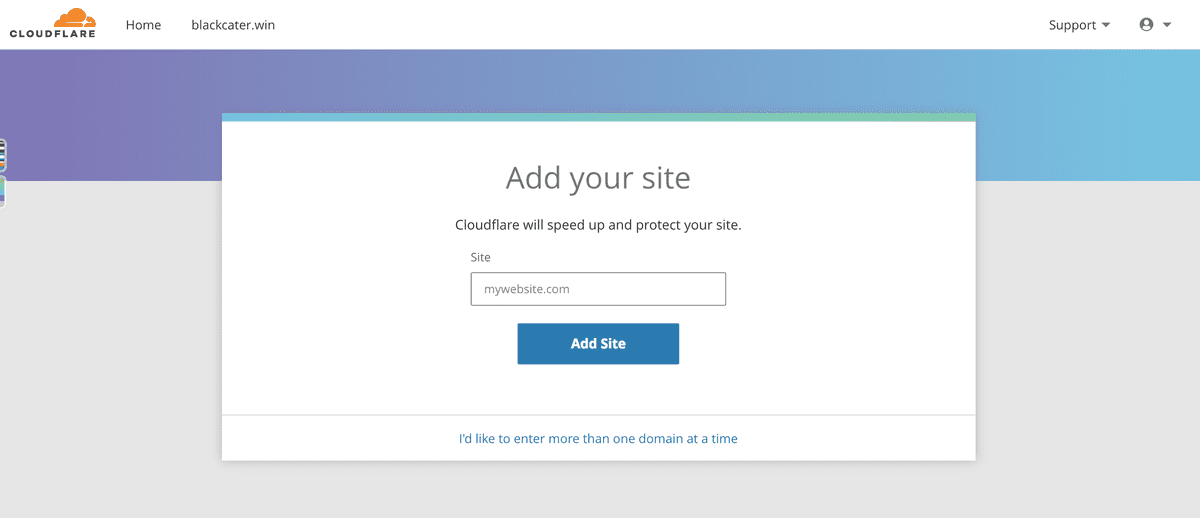 CLOUDFLARE
Home
blackcater.win
Support
Add your site
Cloudflare will speed up and protect your site.
Site
mywebsite.com
Add Site
I'd like to enter more than one domain at a time